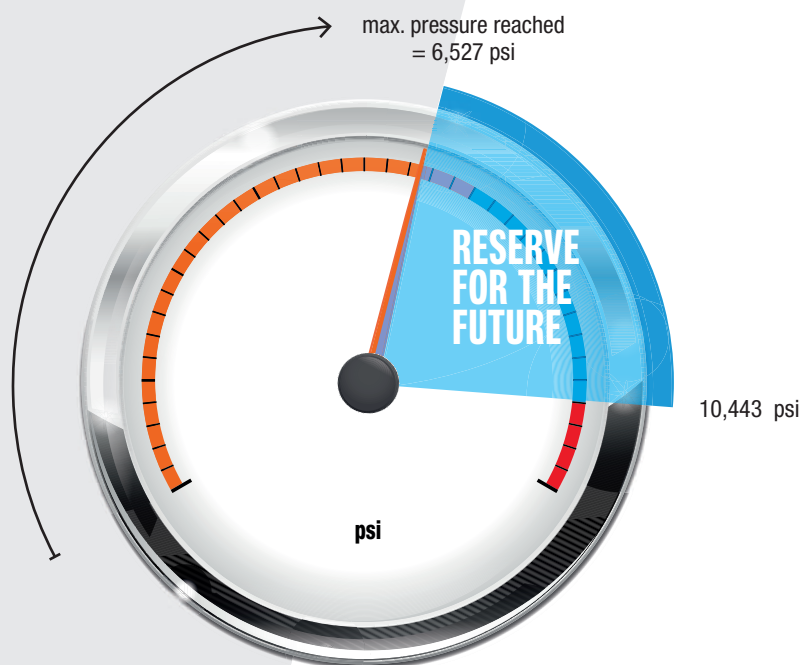 max. pressure reached
= 6,527 psi
RESERVE
FOR THE
FUTURE
10,443 psi
psi